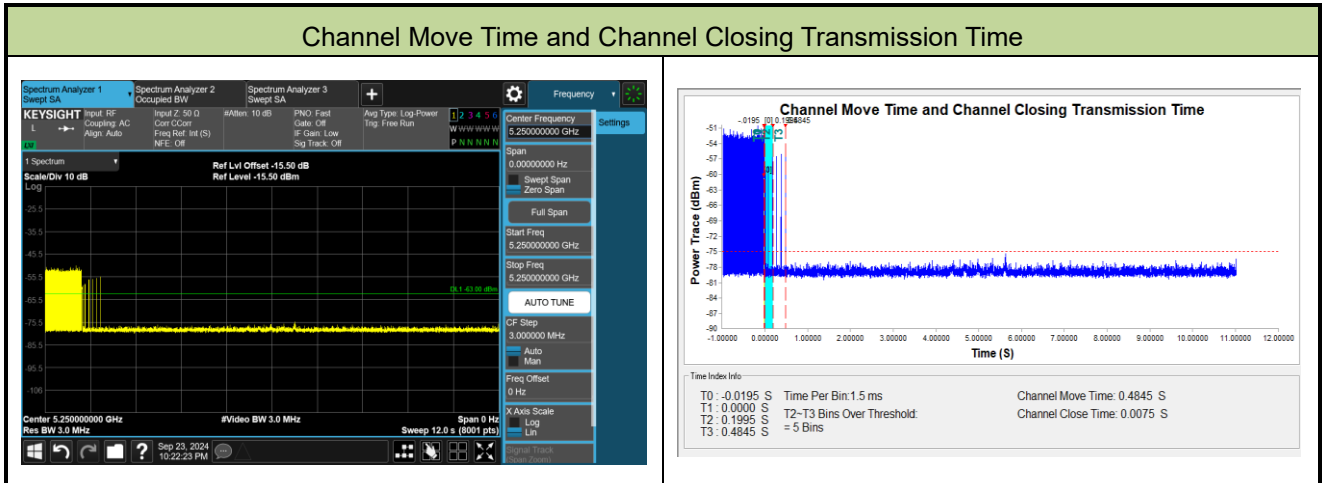 Channel Move Time and Channel Closing Transmission Time
Spectrum Analyzer 1
Swept SA
Spectrum Analyzer 2
Occupied BW
Spectrum Analyzer 3
Swept SA
+
Frequency
KEYSIGHT
L
Input: RF
Coupling: AC
Align: Auto
Input Z: 50 Ω
Corr CCorr
Freq Ref: Int (S)
NFE: Off
#Atten: 10 dB
PNO: Fast
Gate: Off
IF Gain: Low
Sig Track: Off
Avg Type: Log-Power
Trig: Free Run
1 2 3 4 5 6
W W W W W W
P N N N N N
Center Frequency
5.250000000 GHz
Settings
Span
0.00000000 Hz
Swept Span
Zero Span
Full Span
Start Freq
5.250000000 GHz
Stop Freq
5.250000000 GHz
AUTO TUNE
CF Step
3.000000 MHz
Auto
Man
Freq Offset
0 Hz
X Axis Scale
Log
Lin
Signal Track
(Span Zoom)
1 Spectrum
Scale/Div 10 dB
Log
Ref Lvl Offset -15.50 dB
Ref Level -15.50 dBm
-25.5
-35.5
-45.5
-55.5
-65.5
-75.5
-85.5
-95.5
-106
DL1 -63.00 dBm
Center 5.250000000 GHz
Res BW 3.0 MHz
#Video BW 3.0 MHz
Span 0 Hz
Sweep 12.0 s (8001 pts)
?
Sep 23, 2024
10:22:23 PM
Channel Move Time and Channel Closing Transmission Time
T2
T3
Power Trace (dBm)
-51
-54
-57
-60
-63
-66
-69
-72
-75
-78
-81
-84
-87
-90
-1.00000 0.00000 1.00000 2.00000 3.00000 4.00000 5.00000 6.00000 7.00000 8.00000 9.00000 10.00000 11.00000 12.00000
Time (S)
Time Index Info
T0 : -0.0195 S
T1 : 0.0000 S
T2 : 0.1995 S
T3 : 0.4845 S
Time Per Bin:1.5 ms
T2~T3 Bins Over Threshold:
= 5 Bins
Channel Move Time: 0.4845 S
Channel Close Time: 0.0075 S